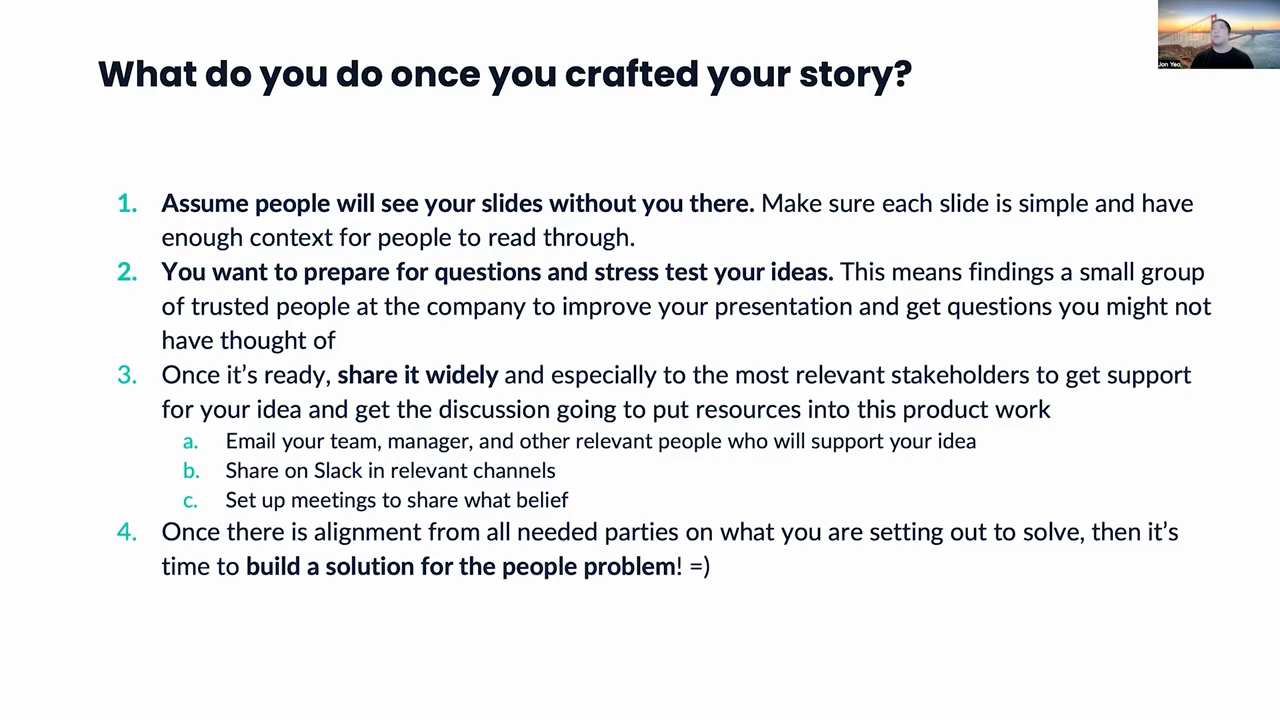 What do you do once you crafted your story?
Jon Yeo
1. Assume people will see your slides without you there. Make sure each slide is simple and have
enough context for people to read through.
2. You want to prepare for questions and stress test your ideas. This means findings a small group
of trusted people at the company to improve your presentation and get questions you might not
have thought of
3. Once it’s ready, share it widely and especially to the most relevant stakeholders to get support
for your idea and get the discussion going to put resources into this product work
a. Email your team, manager, and other relevant people who will support your idea
b. Share on Slack in relevant channels
c. Set up meetings to share what belief
4. Once there is alignment from all needed parties on what you are setting out to solve, then it’s
time to build a solution for the people problem! =)